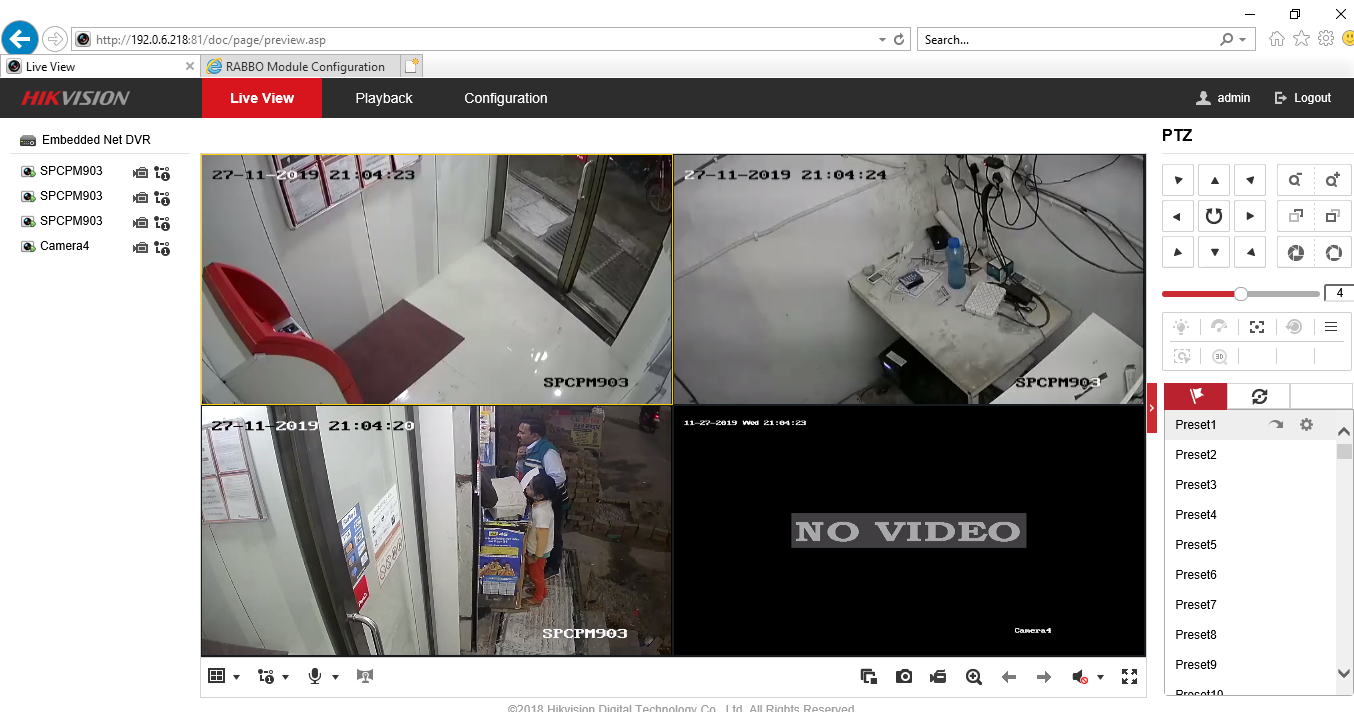 http://192.0.6.218:81/doc/page/preview.asp
Search...
Live View
RABBO Module Configuration
HIKVISION
Live View
Playback
Configuration
admin
Logout
Embedded Net DVR
SPCPM903
SPCPM903
SPCPM903
Camera4
27-11-2019 21:04:23
SPCPM903
27-11-2019 21:04:24
SPCPM903
27-11-2019 21:04:20
SPCPM903
11-27-2019 Wed 21:04:23
NO VIDEO
Camera4
PTZ
4
3D
Preset1
Preset2
Preset3
Preset4
Preset5
Preset6
Preset7
Preset8
Preset9
Preset10
©2018 Hikvision Digital Technology Co., Ltd. All Rights Reserved.